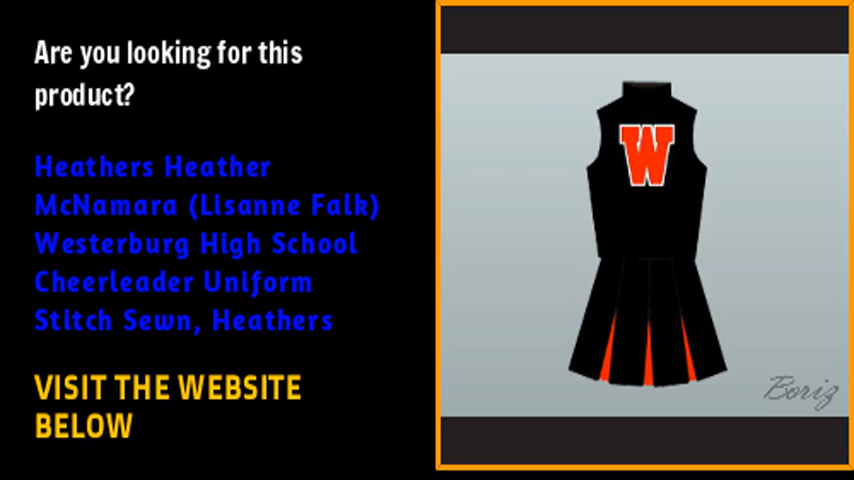 Are you looking for this
product?
Heathers Heather
McNamara (Lisanne Falk)
Westerburg High School
Cheerleader Uniform
Stitch Sewn, Heathers
VISIT THE WEBSITE
BELOW
W
Boriz